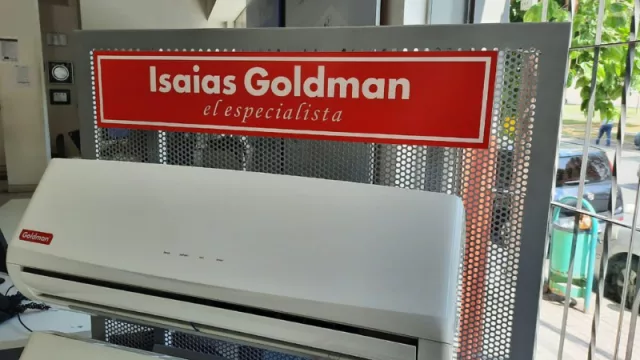 Isaias Goldman
el especialista
Goldman